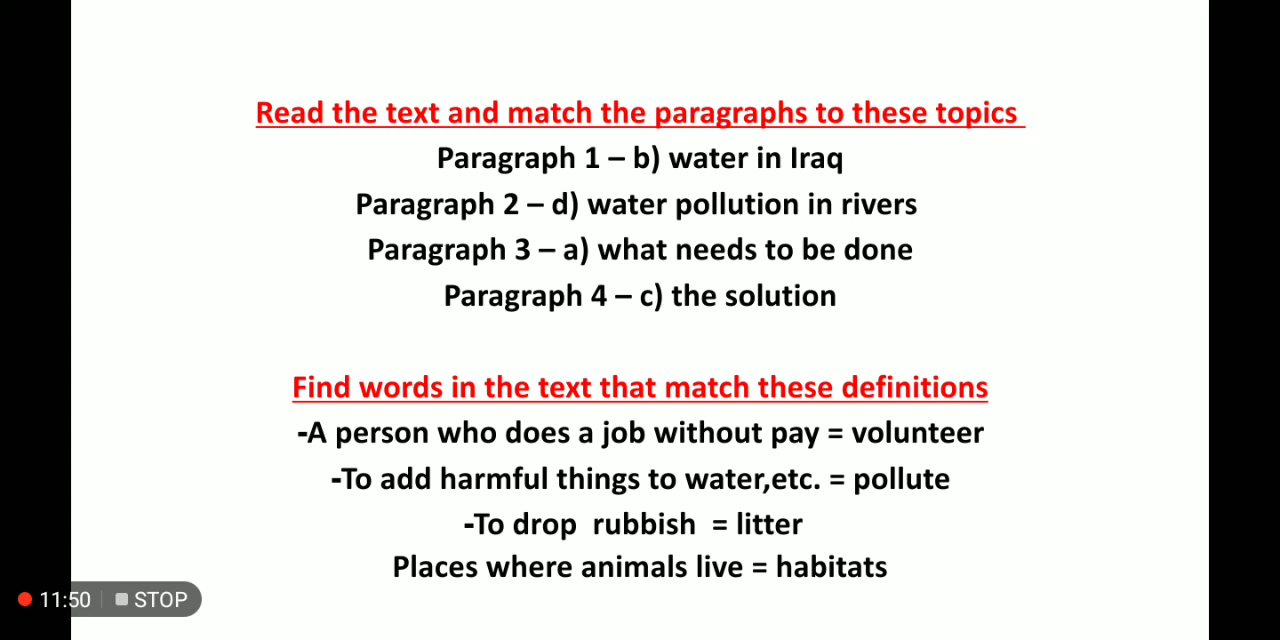 Read the text and match the paragraphs to these topics
Paragraph 1 – b) water in Iraq
Paragraph 2 – d) water pollution in rivers
Paragraph 3 – a) what needs to be done
Paragraph 4 – c) the solution
Find words in the text that match these definitions
-A person who does a job without pay = volunteer
-To add harmful things to water,etc. = pollute
-To drop  rubbish  = litter
Places where animals live = habitats
11:50 STOP